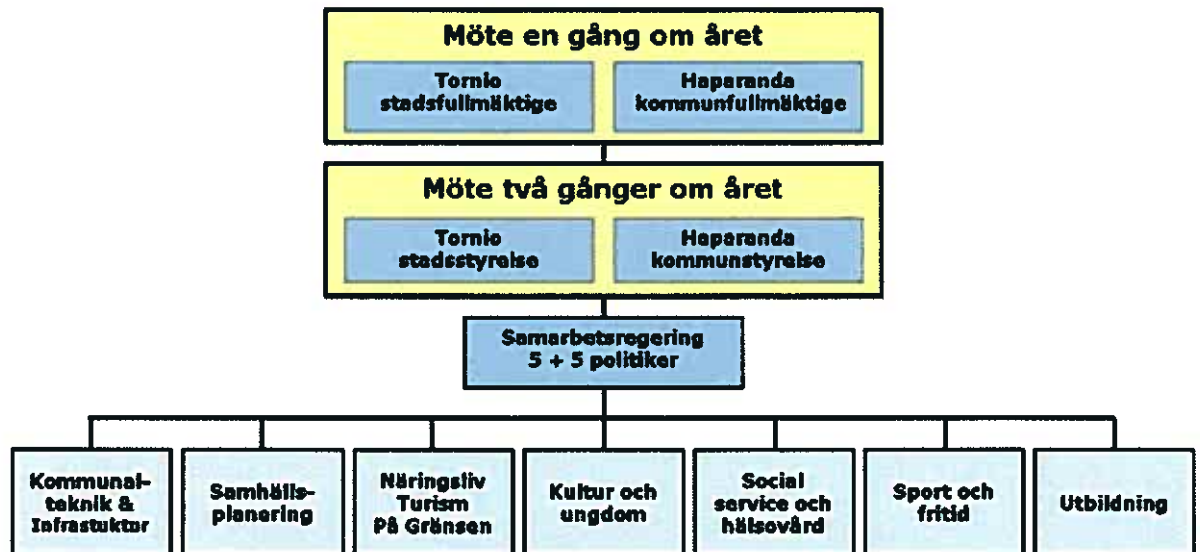 Möte en gång om året
Tornio
stadsfullmäktige
Haparanda
kommunfullmäktige
Möte två gånger om året
Tornio
stadsstyrelse
Haparanda
kommunstyrelse
Samarbetsregering
5 + 5 politiker
Kommunal-
teknik &
Infrastuktur
Samhälls-
planering
Näringsliv
Turism
På Gränsen
Kultur och
ungdom
Social
service och
hälsovård
Sport och
fritid
Utbildning